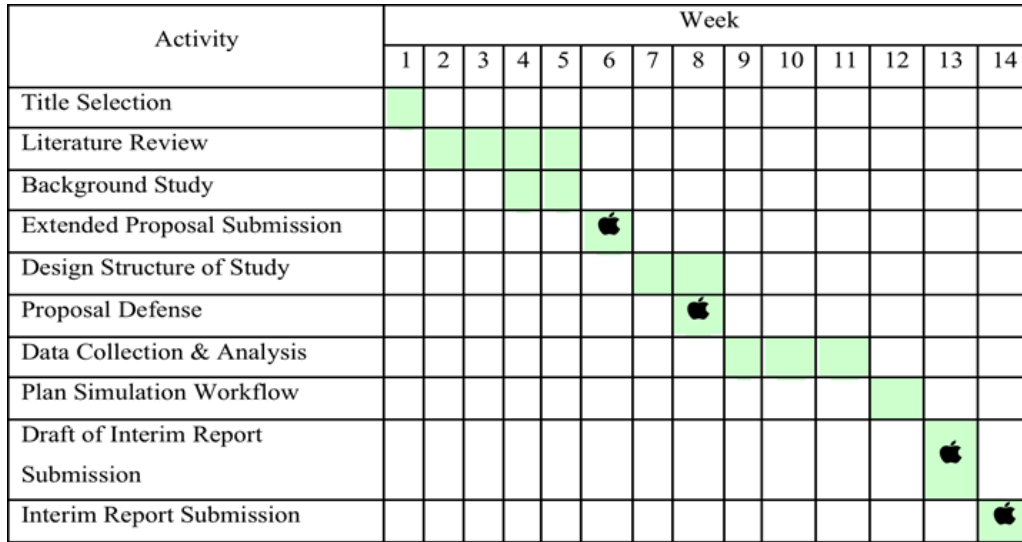 Activity
Week
1 2 3 4 5 6 7 8 9 10 11 12 13 14
Title Selection
Literature Review
Background Study
Extended Proposal Submission
Design Structure of Study
Proposal Defense
Data Collection & Analysis
Plan Simulation Workflow
Draft of Interim Report
Submission
Interim Report Submission